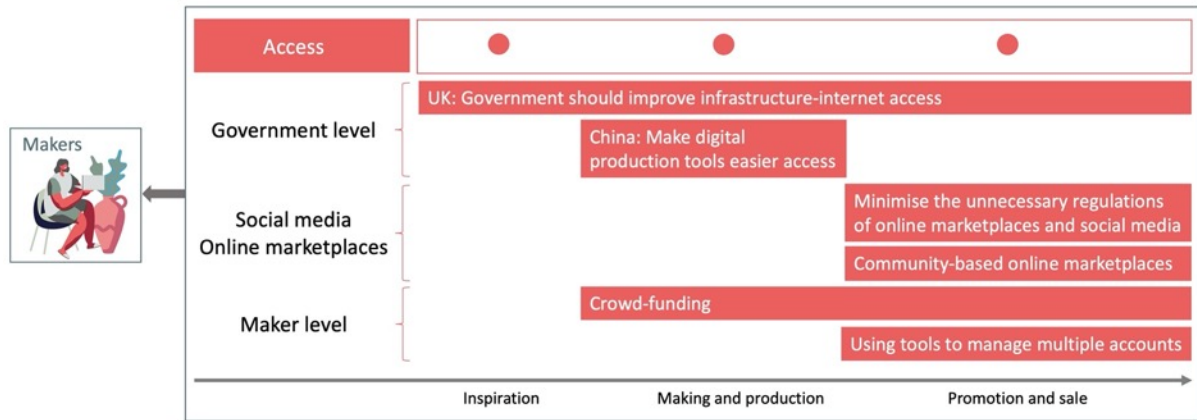 Access
UK: Government should improve infrastructure-internet access
Government level
China: Make digital
production tools easier access
Makers
Social media
Online marketplaces
Minimise the unnecessary regulations
of online marketplaces and social media
Community-based online marketplaces
Maker level
Crowd-funding
Using tools to manage multiple accounts
Inspiration
Making and production
Promotion and sale